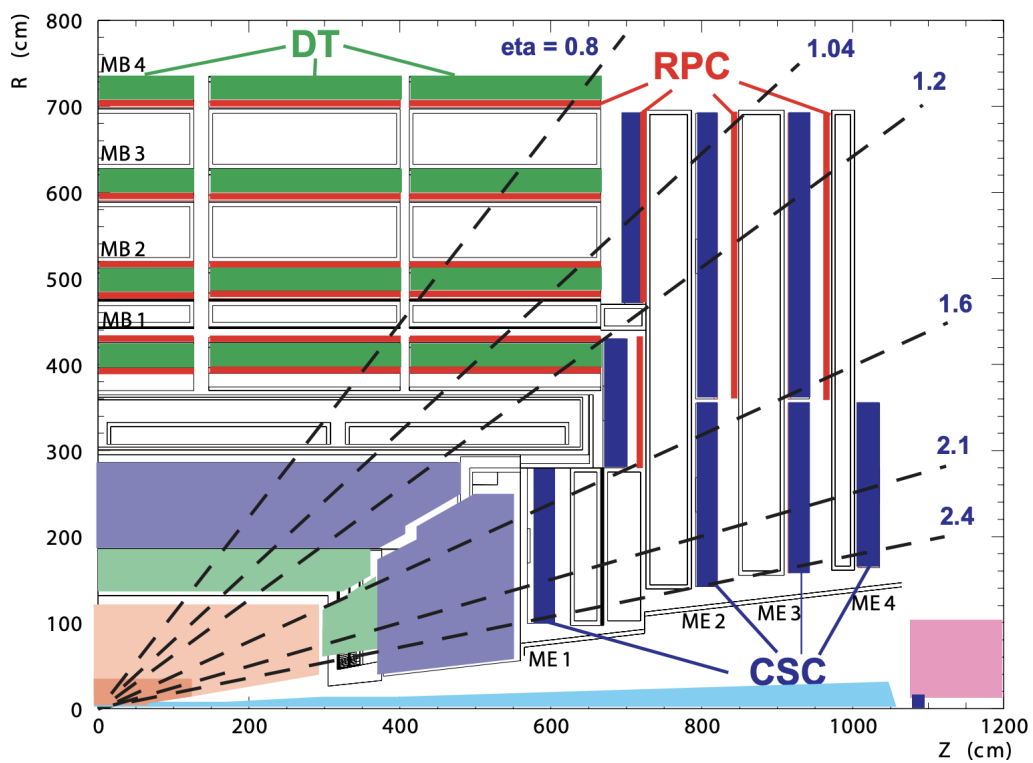 R (cm)
800
700
600
500
400
300
200
100
0
MB 4
MB 3
MB 2
MB 1
DT
eta = 0.8
RPC
1.04
1.2
1.6
2.1
2.4
ME 1
ME 2
ME 3
ME 4
CSC
0
200
400
600
800
1000
1200
Z (cm)